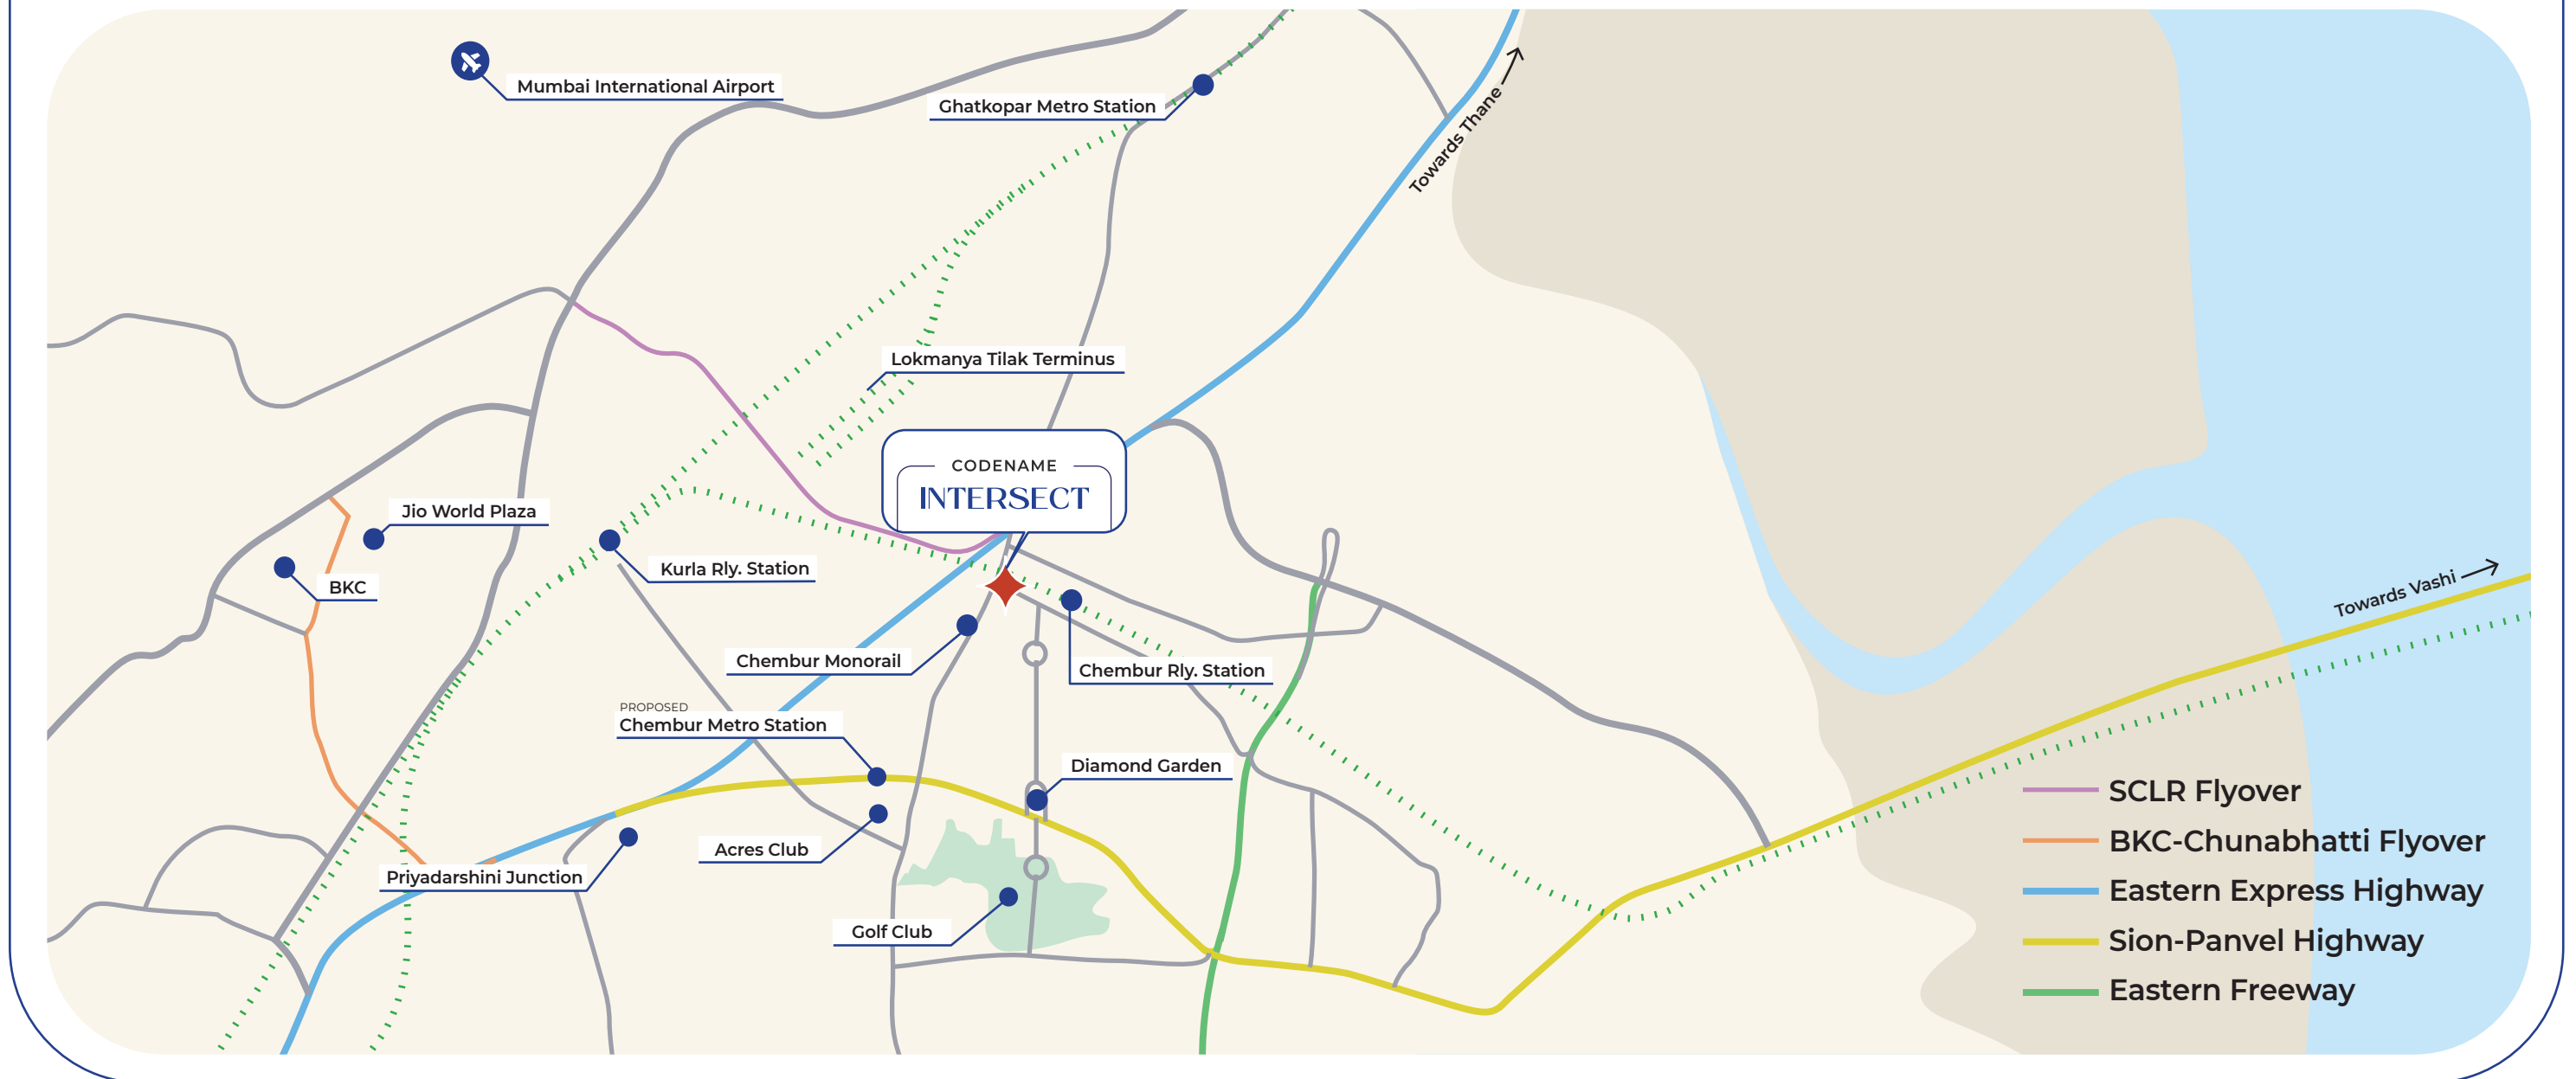 Mumbai International Airport
Ghatkopar Metro Station
Towards Thane
Lokmanya Tilak Terminus
CODENAME
INTERSECT
Jio World Plaza
BKC
Kurla Rly. Station
Towards Vashi
Chembur Monorail
Chembur Rly. Station
PROPOSED
Chembur Metro Station
Diamond Garden
Acres Club
Priyadarshini Junction
Golf Club
SCLR Flyover
BKC-Chunabhatti Flyover
Eastern Express Highway
Sion-Panvel Highway
Eastern Freeway